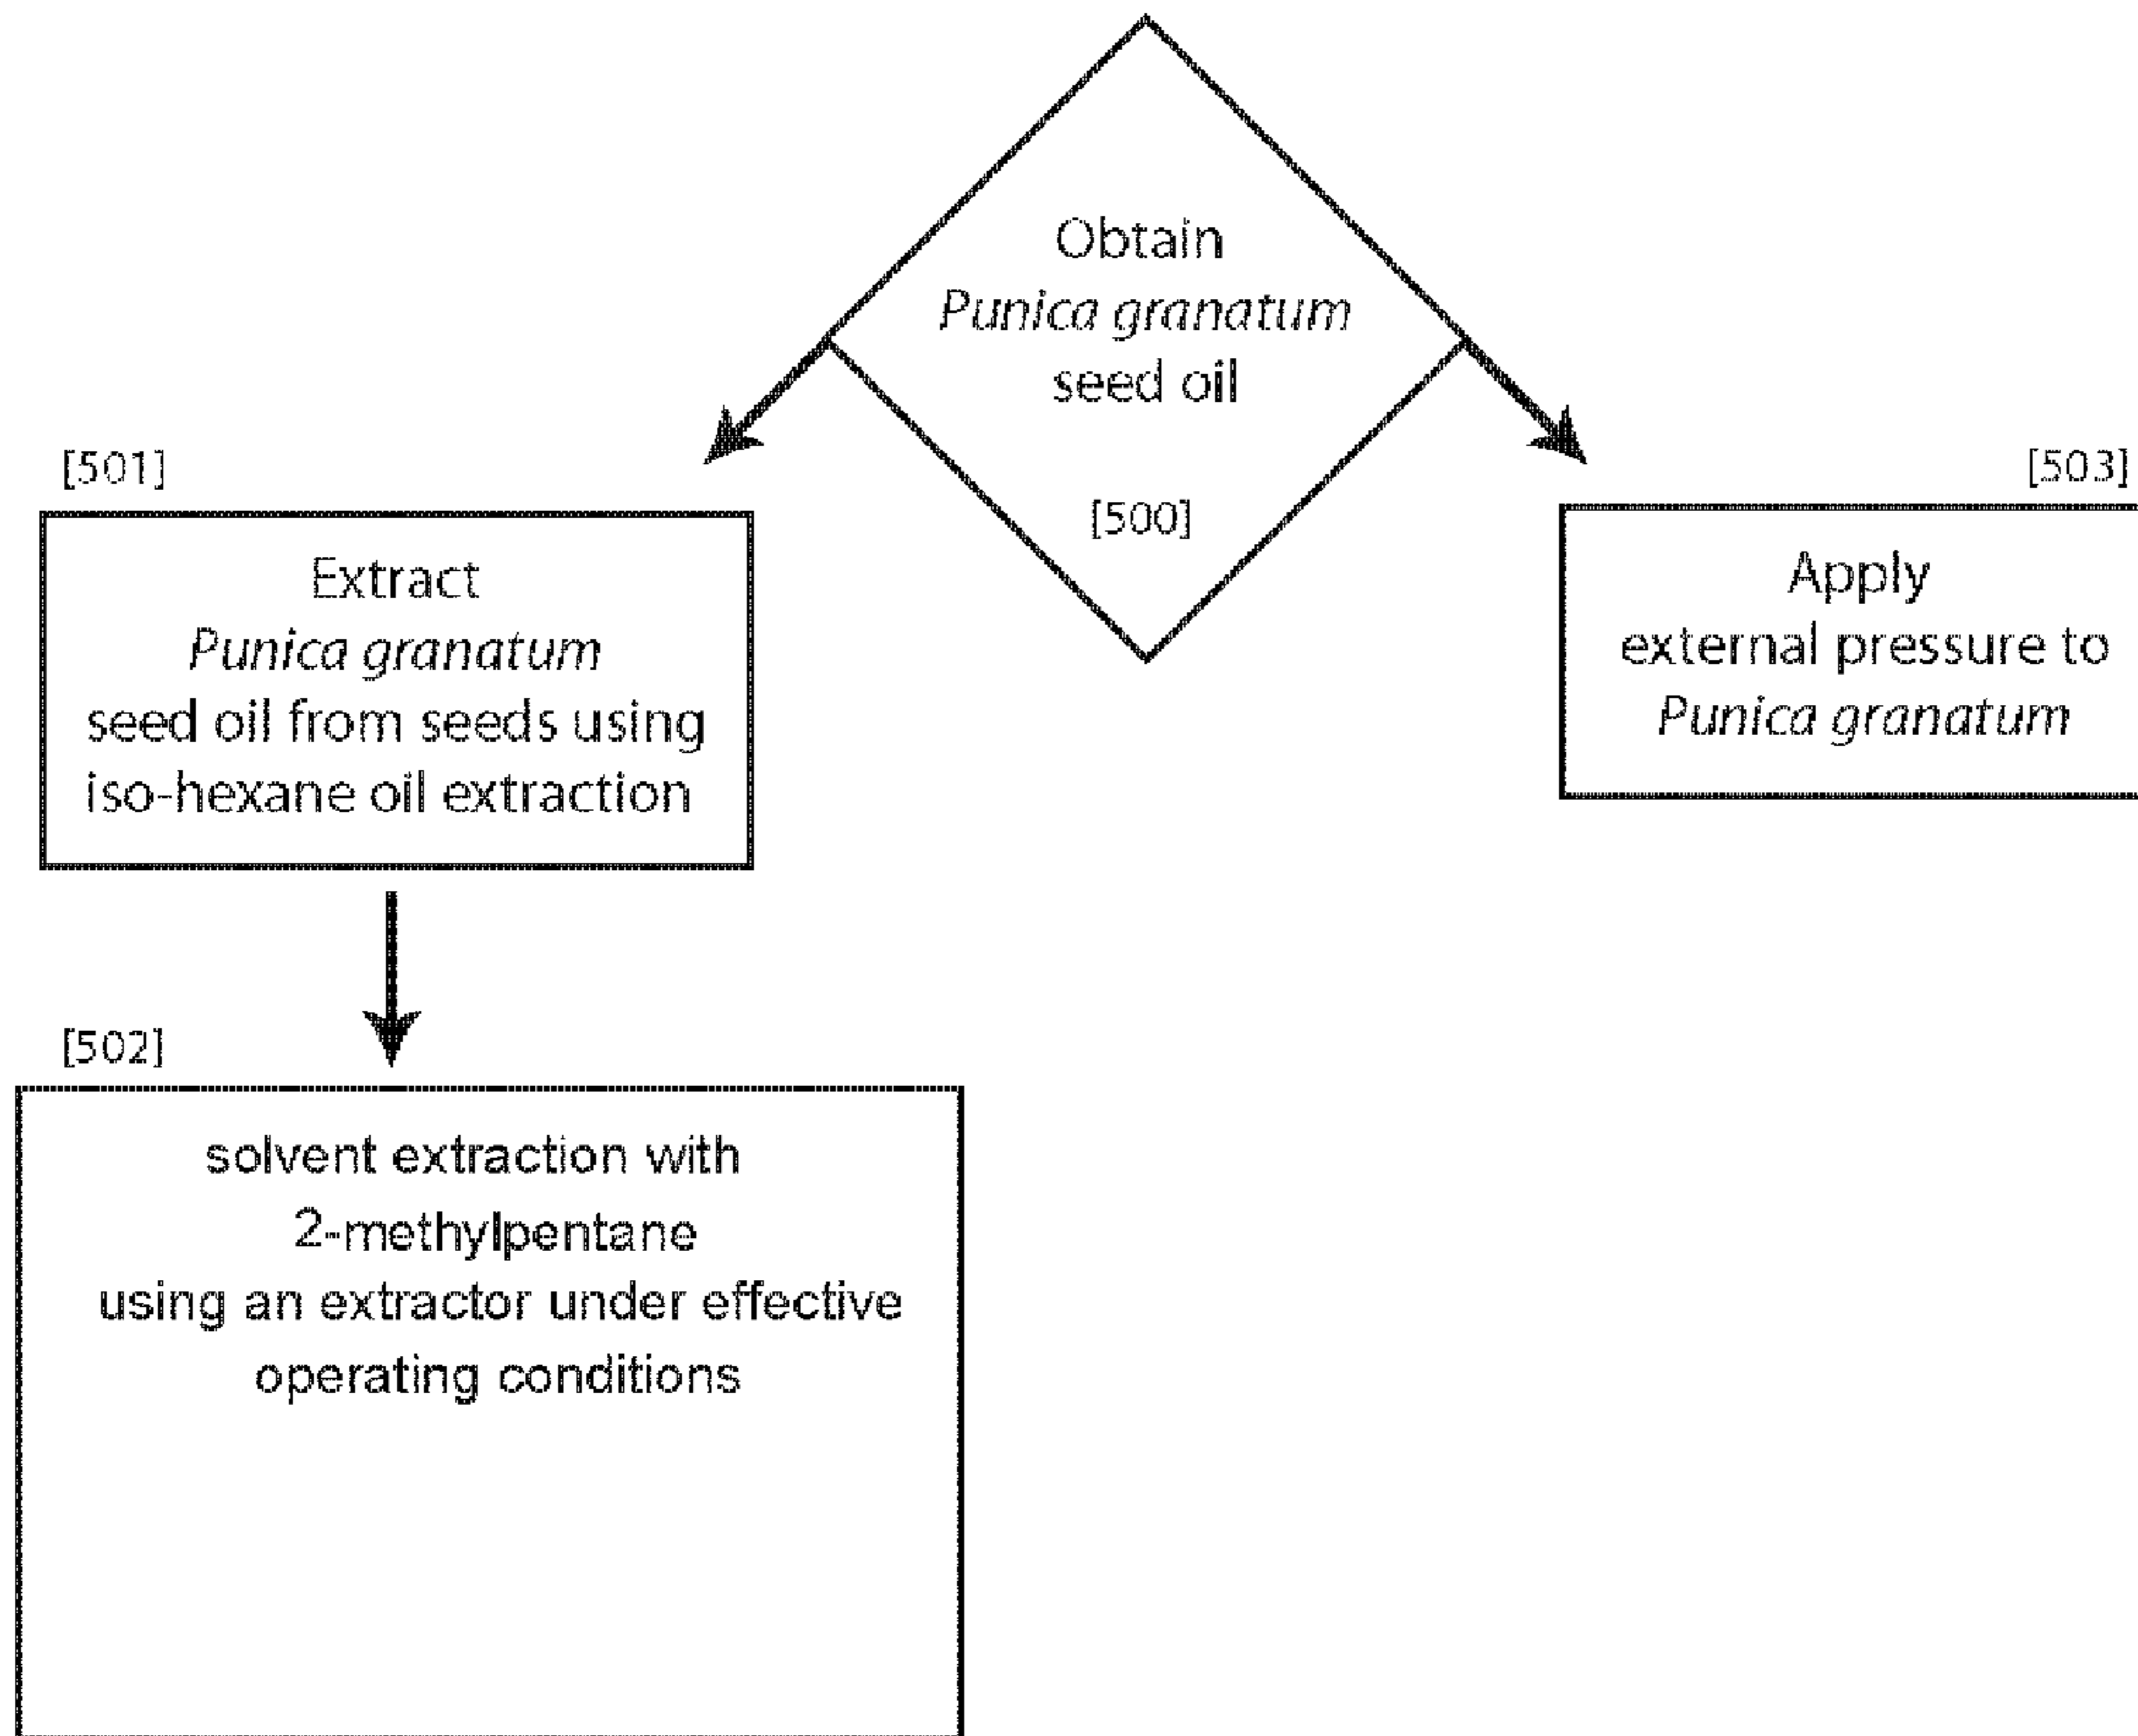 Obtain
Punica granatum
seed oil
[500]
[501]
Extract
Punica granatum
seed oil from seeds using
iso-hexane oil extraction
[503]
Apply
external pressure to
Punica granatum
[502]
solvent extraction with
2-methylpentane
using an extractor under effective
operating conditions